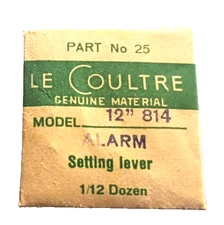 PART No 25
LE COULTRE
GENUINE MATERIAL
MODEL 12" 814
ALARM
Setting lever
1/12 Dozen